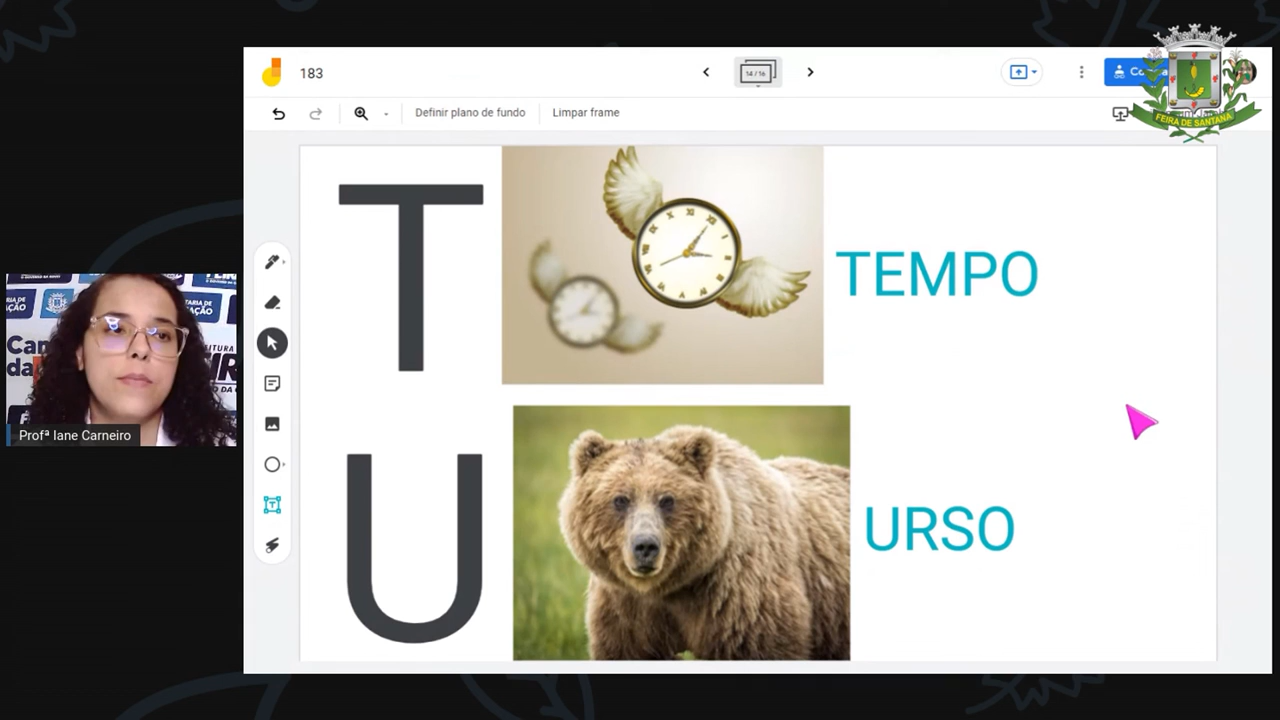 183
14 / 16
Definir plano de fundo
Limpar frame
FEIRA DE SANTANA
T
TEMPO
U
URSO
Profª Iane Carneiro